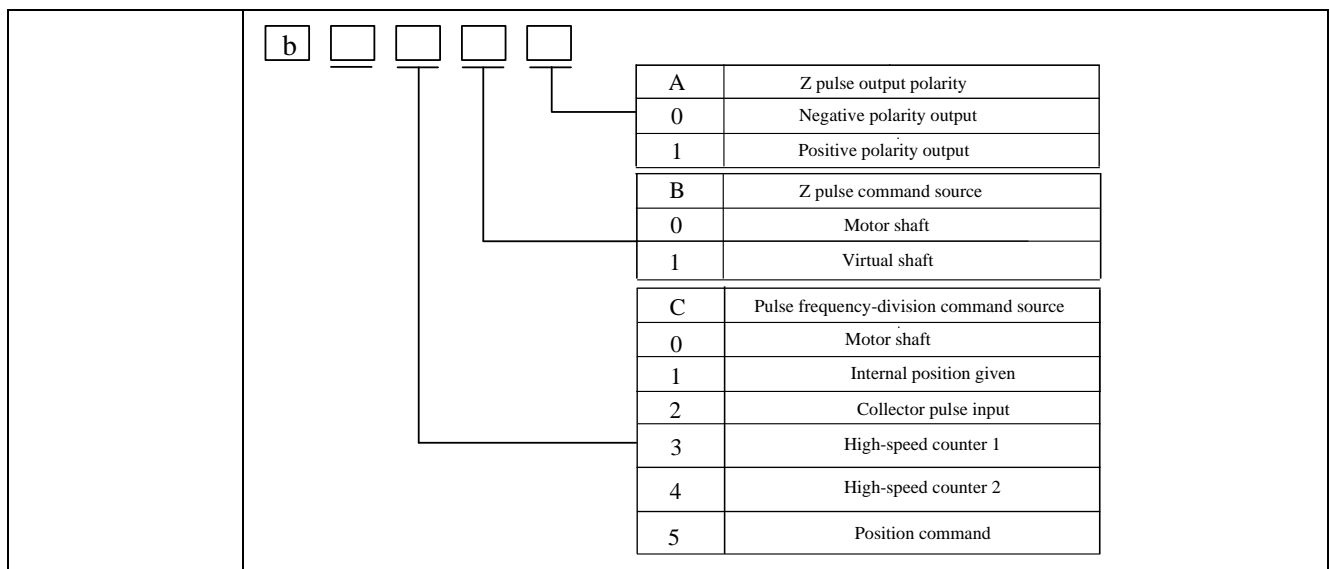 b
A Z pulse output polarity
0 Negative polarity output
1 Positive polarity output
B Z pulse command source
0 Motor shaft
1 Virtual shaft
C Pulse frequency-division command source
0 Motor shaft
1 Internal position given
2 Collector pulse input
3 High-speed counter 1
4 High-speed counter 2
5 Position command